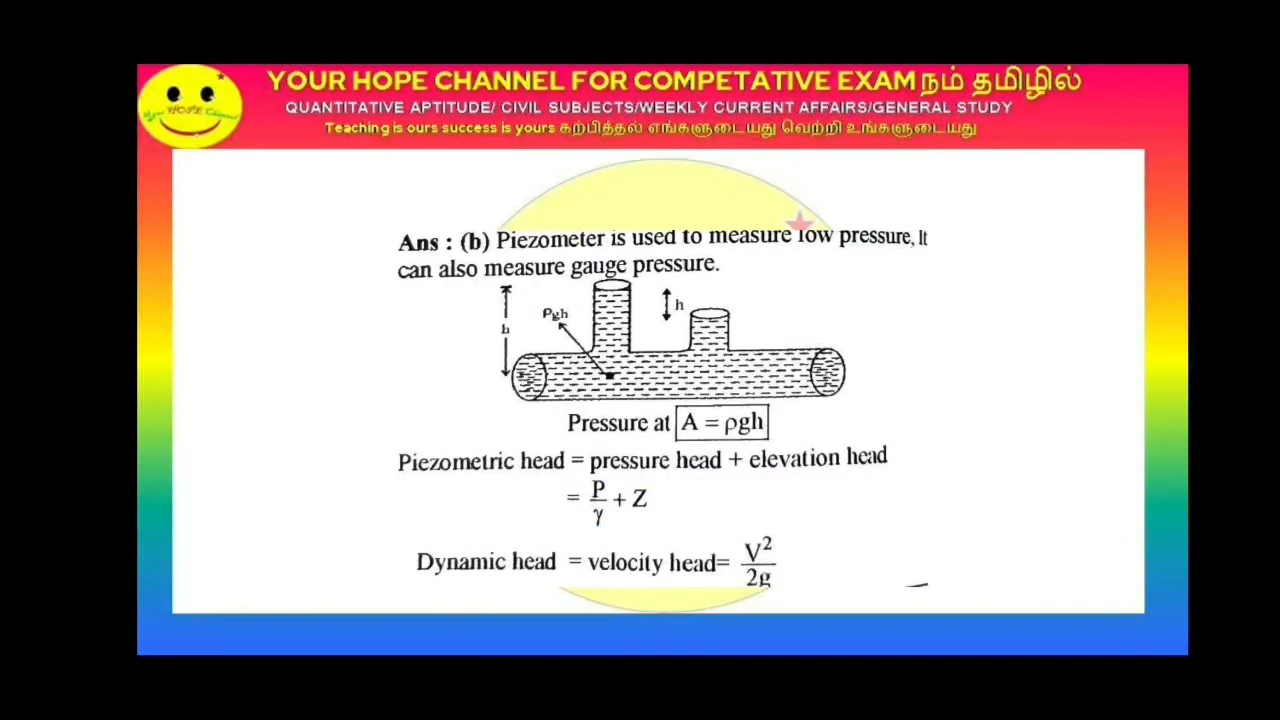 YOUR HOPE CHANNEL FOR COMPETATIVE EXAM நம் தமிழில்
QUANTITATIVE APTITUDE/ CIVIL SUBJECTS/WEEKLY CURRENT AFFAIRS/GENERAL STUDY
Teaching is ours success is yours கற்பித்தல் எங்களுடையது வெற்றி உங்களுடையது
Your HOPE Channel
Ans : (b) Piezometer is used to measure low pressure, It
can also measure gauge pressure.
h
ρgh
h
Pressure at A = ρgh
Piezometric head = pressure head + elevation head
= P/γ + Z
Dynamic head = velocity head= V²/2g